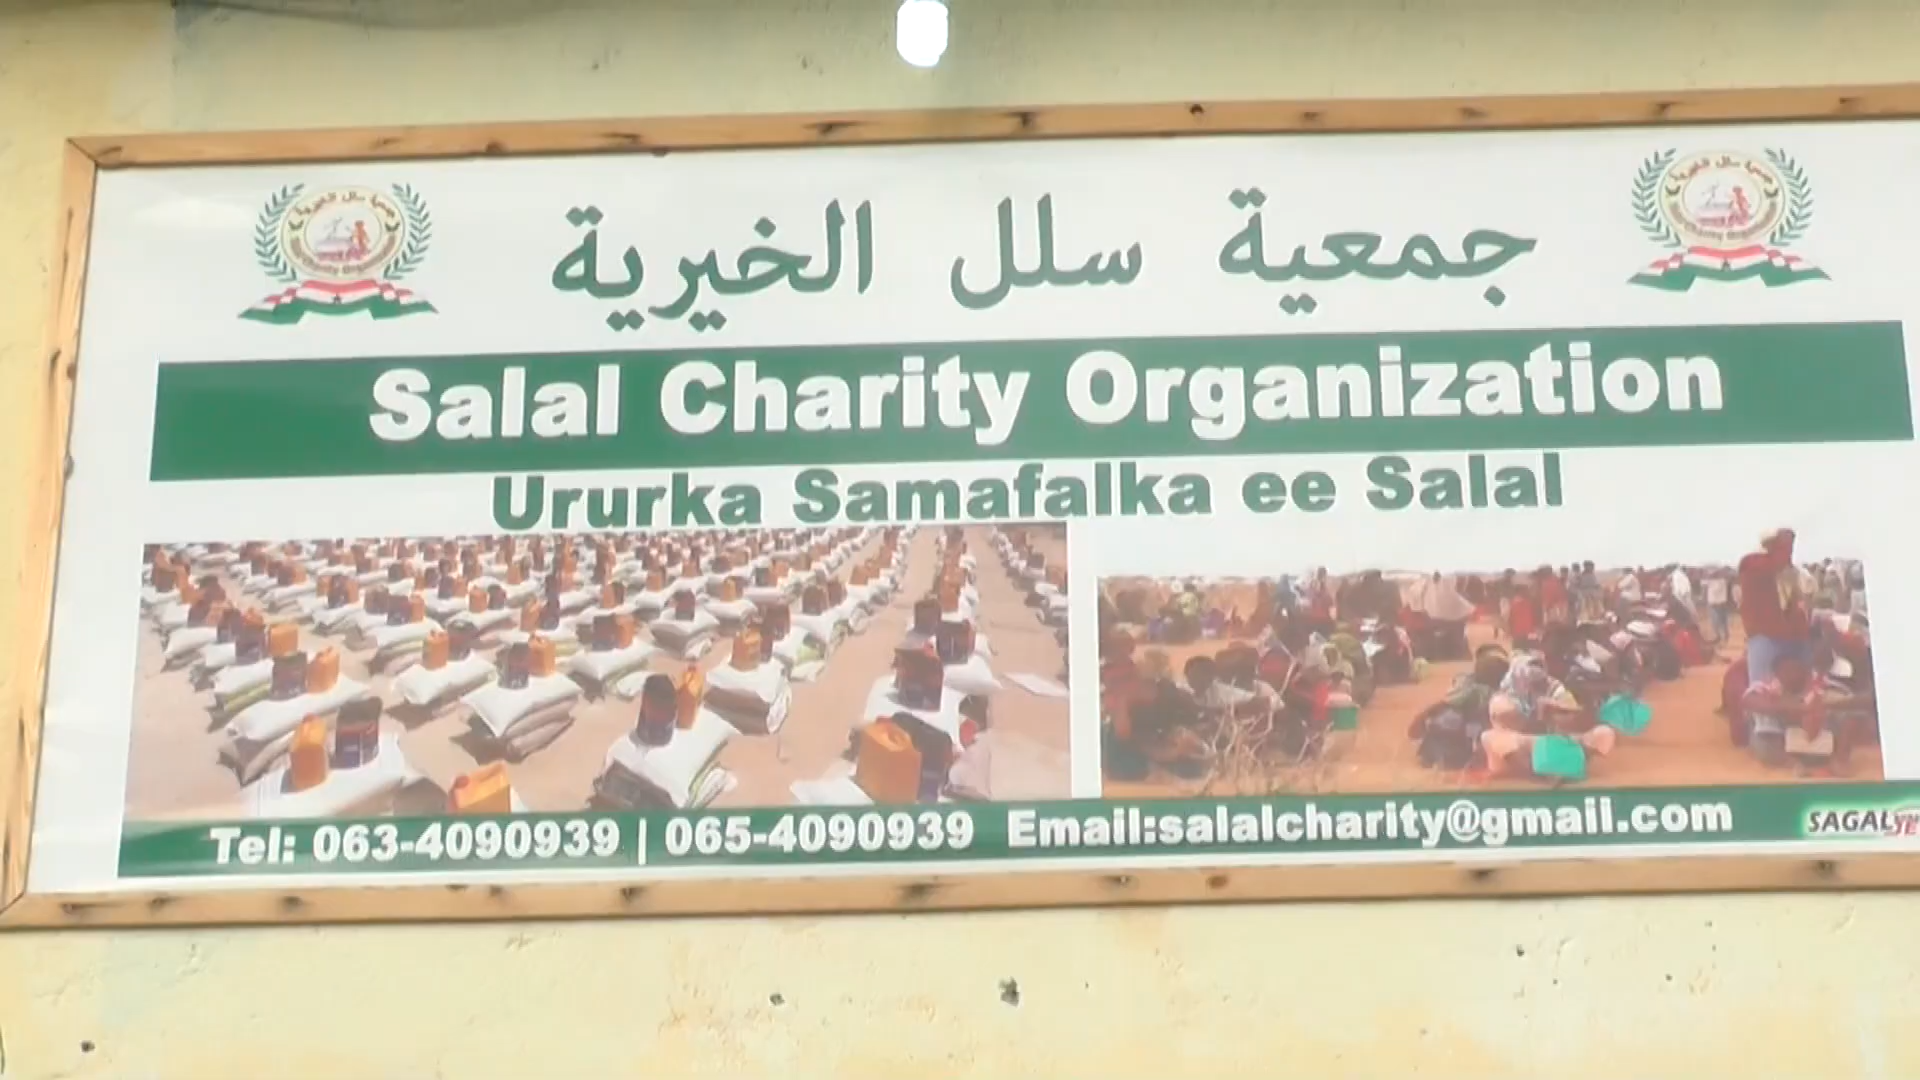 جمعية سلل الخيرية
Salal Charity Organization
Ururka Samafalka ee Salal
Tel: 063-4090939 | 065-4090939 Email:salalcharity@gmail.com
SAGAL